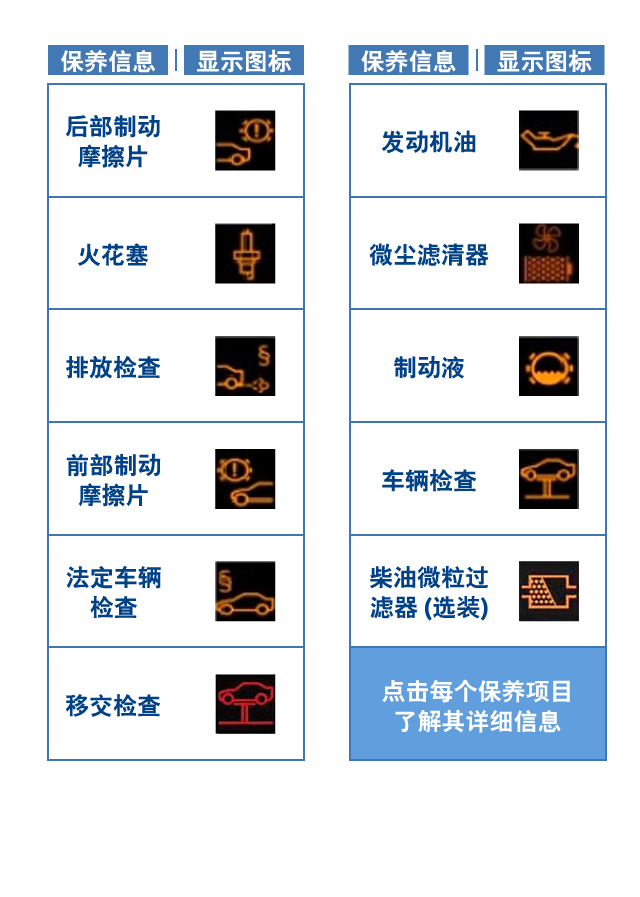 保养信息 | 显示图标
后部制动
摩擦片
火花塞
排放检查
§
前部制动
摩擦片
法定车辆
检查
§
移交检查
保养信息 | 显示图标
发动机油
微尘滤清器
制动液
车辆检查
柴油微粒过
滤器 (选装)
点击每个保养项目
了解其详细信息